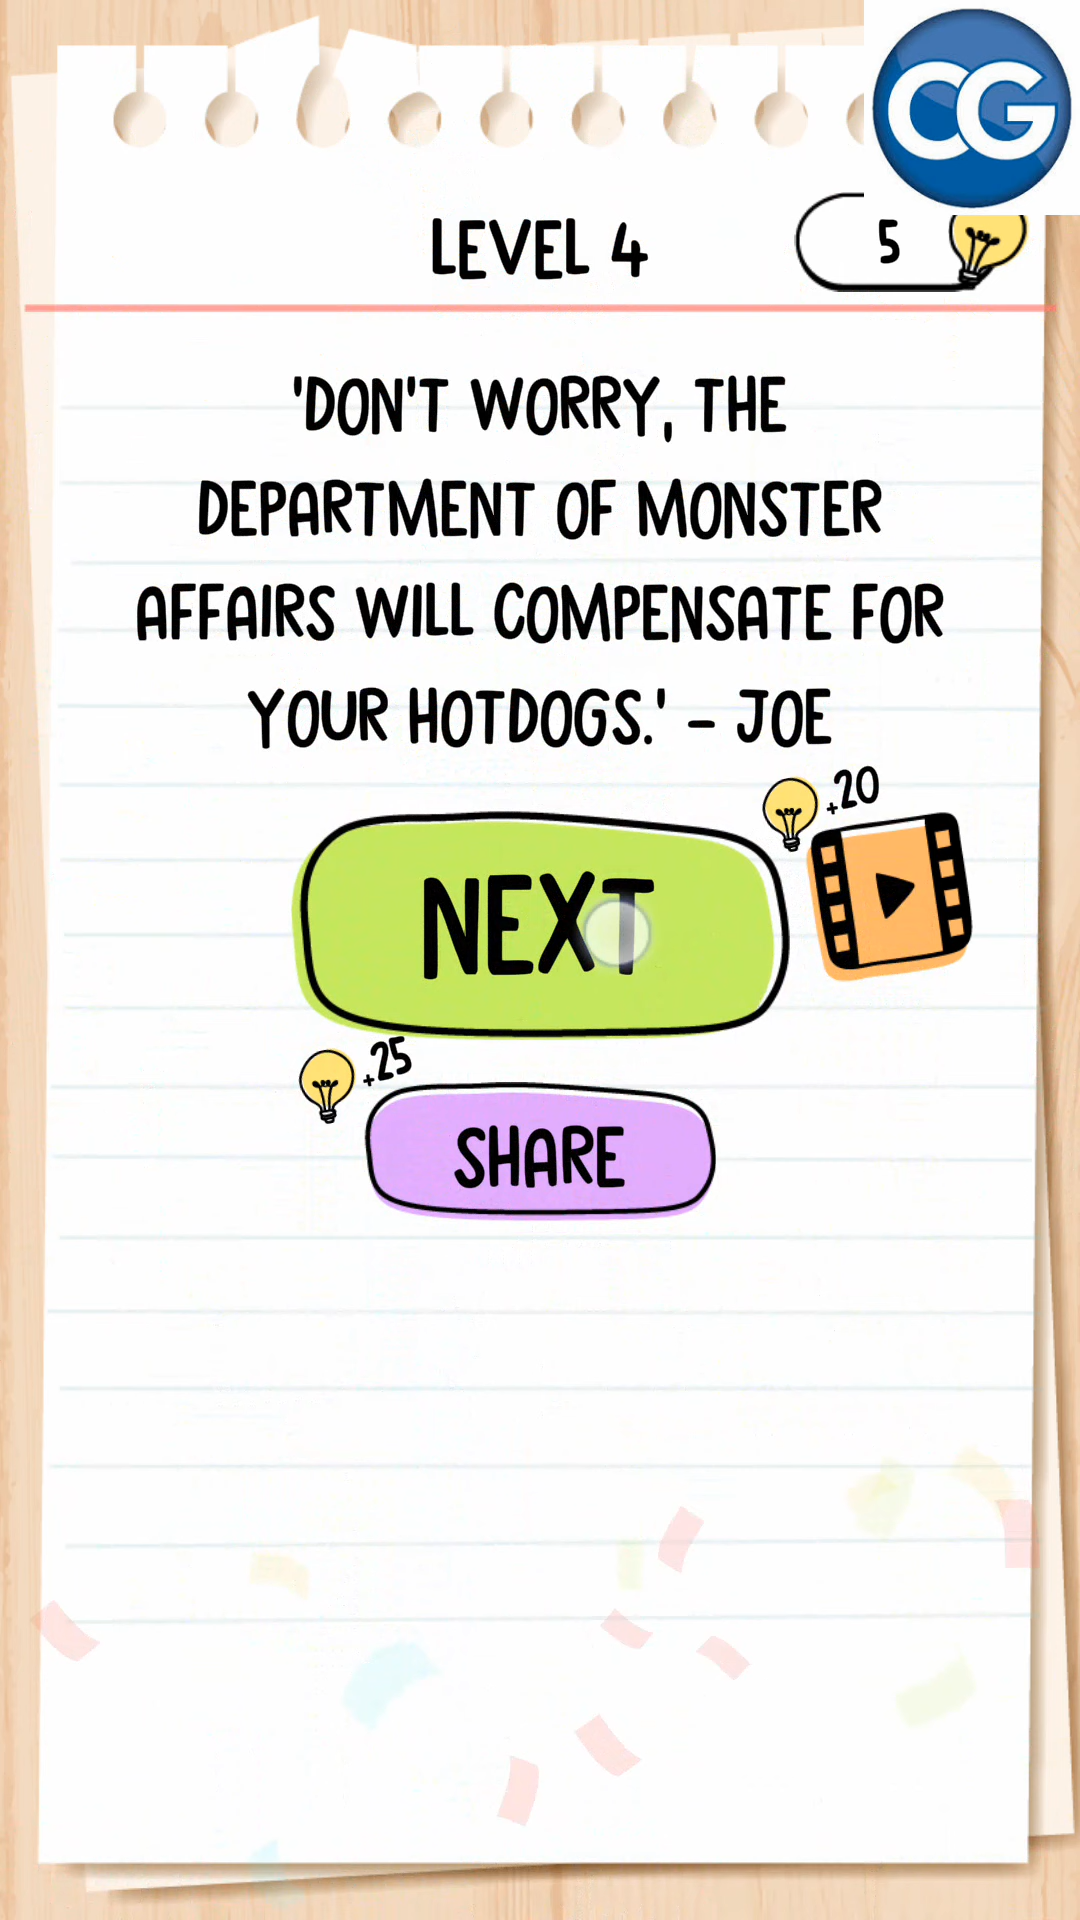 CG
LEVEL 4
5
'DON'T WORRY, THE
DEPARTMENT OF MONSTER
AFFAIRS WILL COMPENSATE FOR
YOUR HOTDOGS.' - JOE
+20
NEXT
+25
SHARE